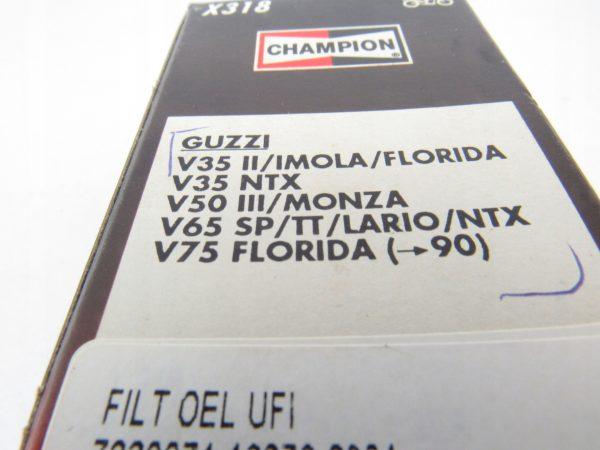 X318
CHAMPION
GUZZI
V35 II/IMOLA/FLORIDA
V35 NTX
V50 III/MONZA
V65 SP/TT/LARIO/NTX
V75 FLORIDA (→90)
FILT OEL UFI